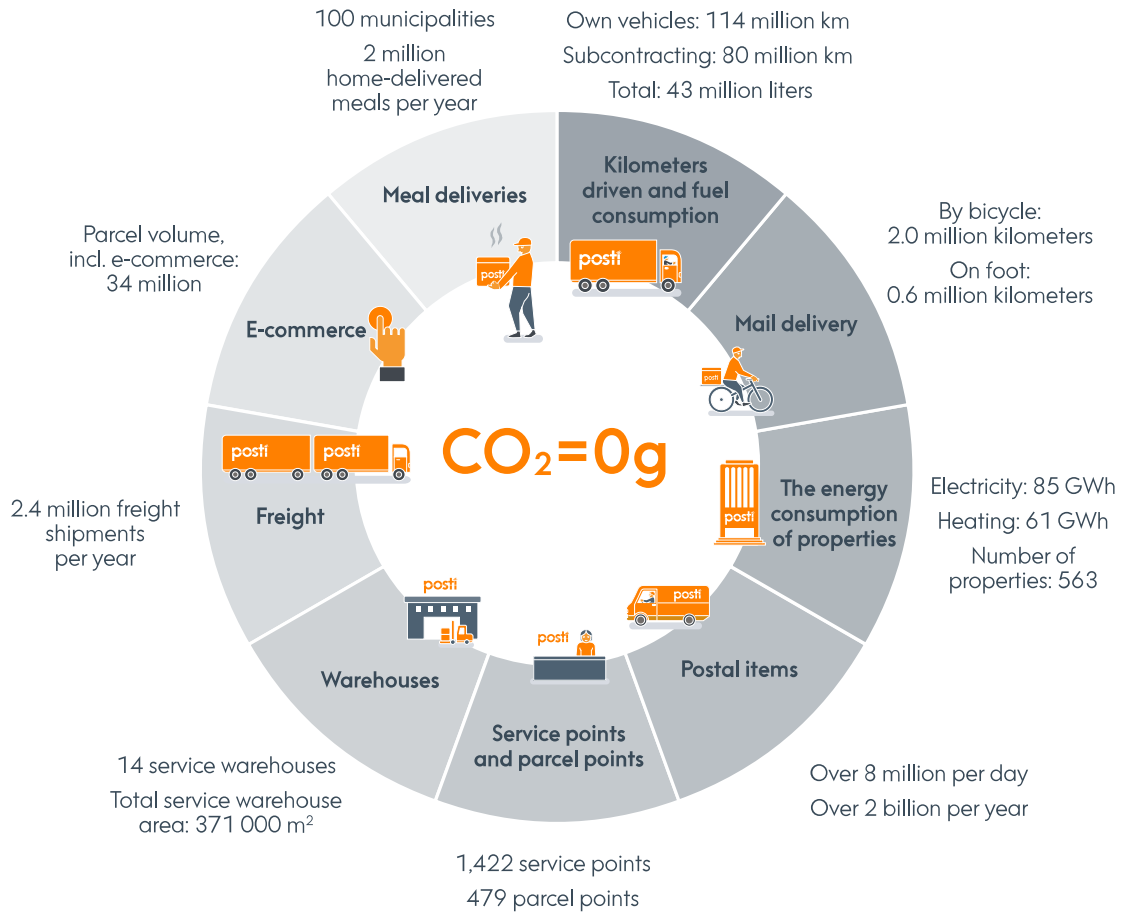 100 municipalities
2 million
home-delivered
meals per year
Own vehicles: 114 million km
Subcontracting: 80 million km
Total: 43 million liters
Meal deliveries
posti
Kilometers
driven and fuel
consumption
posti
By bicycle:
2.0 million kilometers
On foot:
0.6 million kilometers
Mail delivery
posti
Parcel volume,
incl. e-commerce:
34 million
E-commerce
CO₂=0g
posti posti
Freight
2.4 million freight
shipments
per year
posti
The energy
consumption
of properties
Electricity: 85 GWh
Heating: 61 GWh
Number of
properties: 563
posti
Warehouses
posti
posti
Postal items
Service points
and parcel points
14 service warehouses
Total service warehouse
area: 371 000 m²
Over 8 million per day
Over 2 billion per year
1,422 service points
479 parcel points